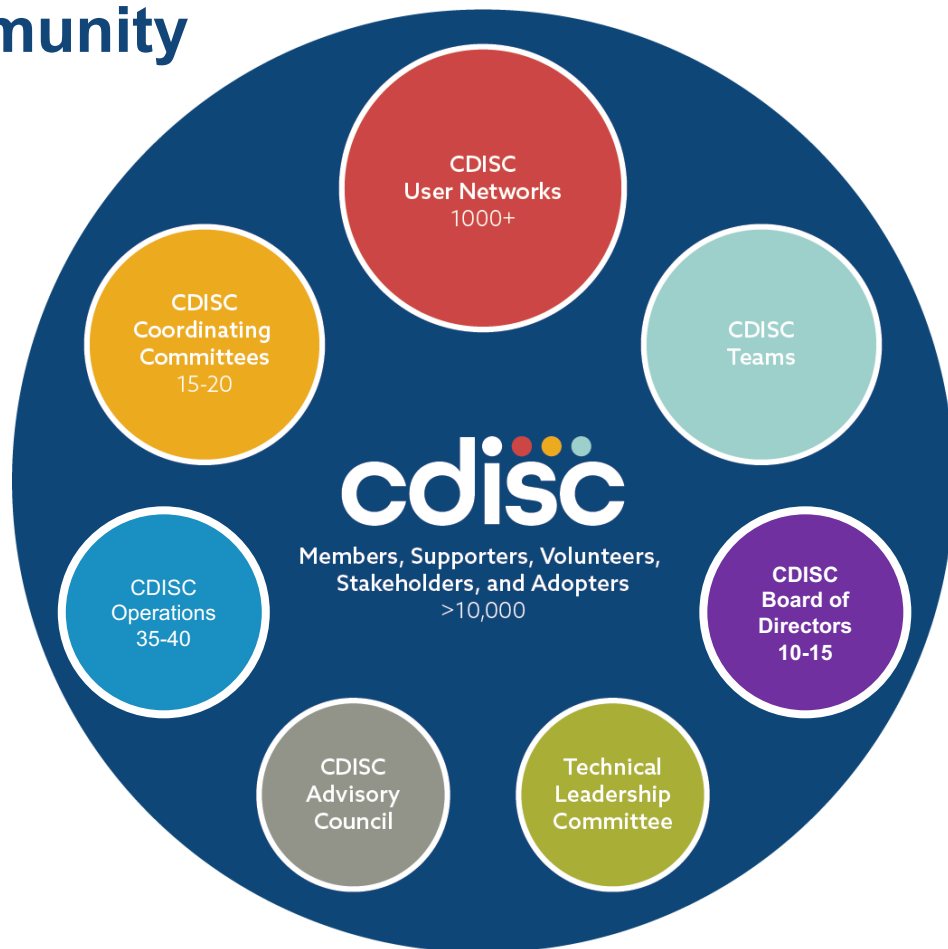 munity
CDISC
User Networks
1000+
CDISC
Coordinating
Committees
15-20
CDISC
Teams
cdisc
Members, Supporters, Volunteers,
Stakeholders, and Adopters
>10,000
CDISC
Operations
35-40
CDISC
Board of
Directors
10-15
CDISC
Advisory
Council
Technical
Leadership
Committee